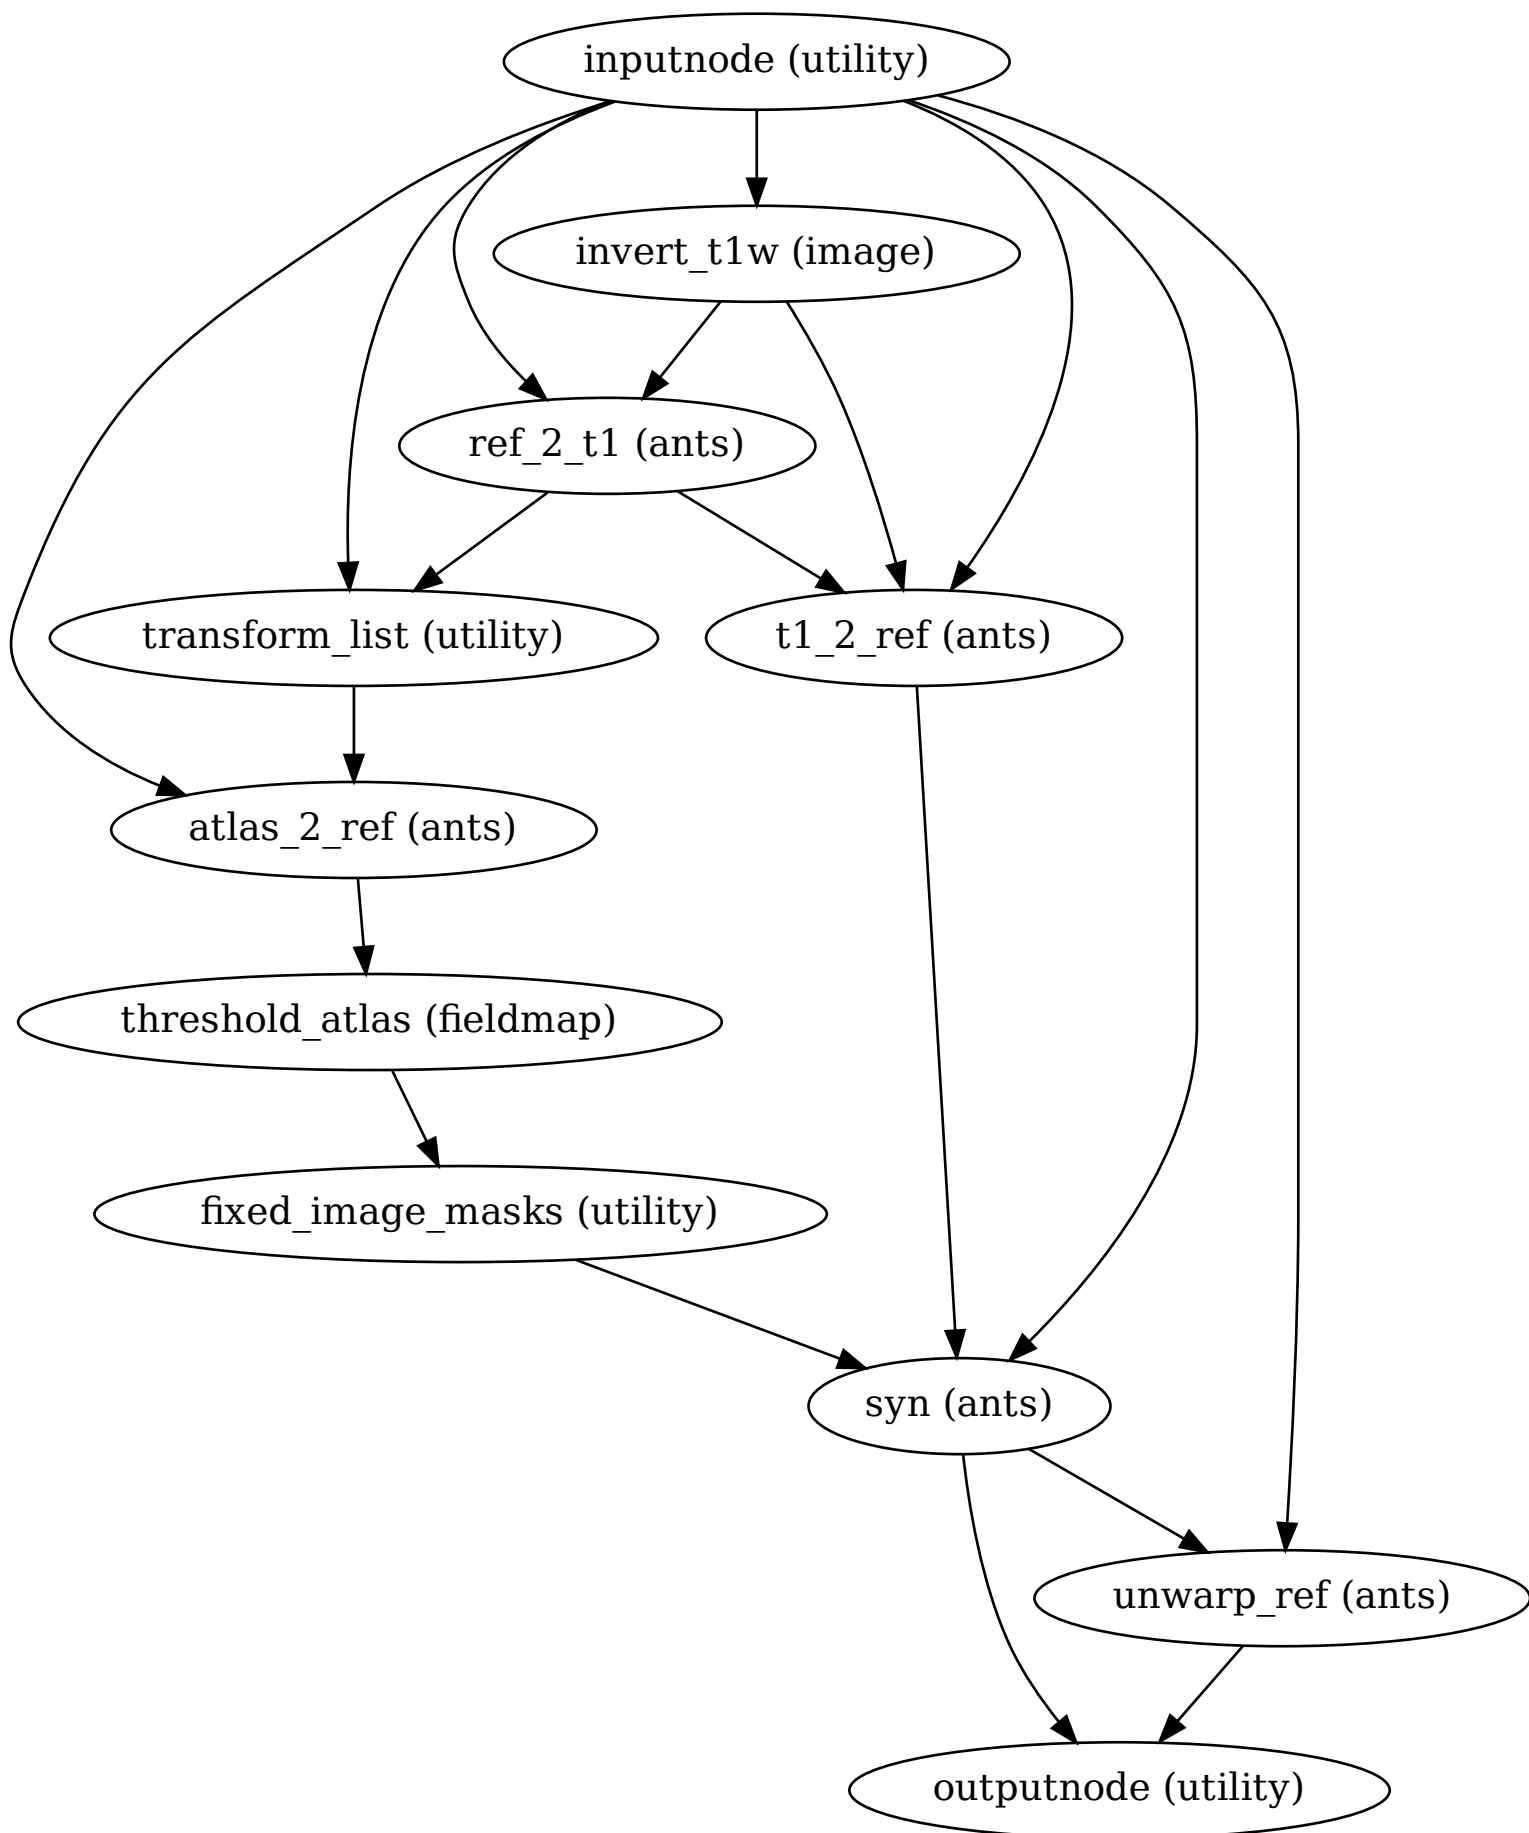 inputnode (utility)
invert_t1w (image)
ref_2_t1 (ants)
transform_list (utility)
t1_2_ref (ants)
atlas_2_ref (ants)
threshold_atlas (fieldmap)
fixed_image_masks (utility)
syn (ants)
unwarp_ref (ants)
outputnode (utility)